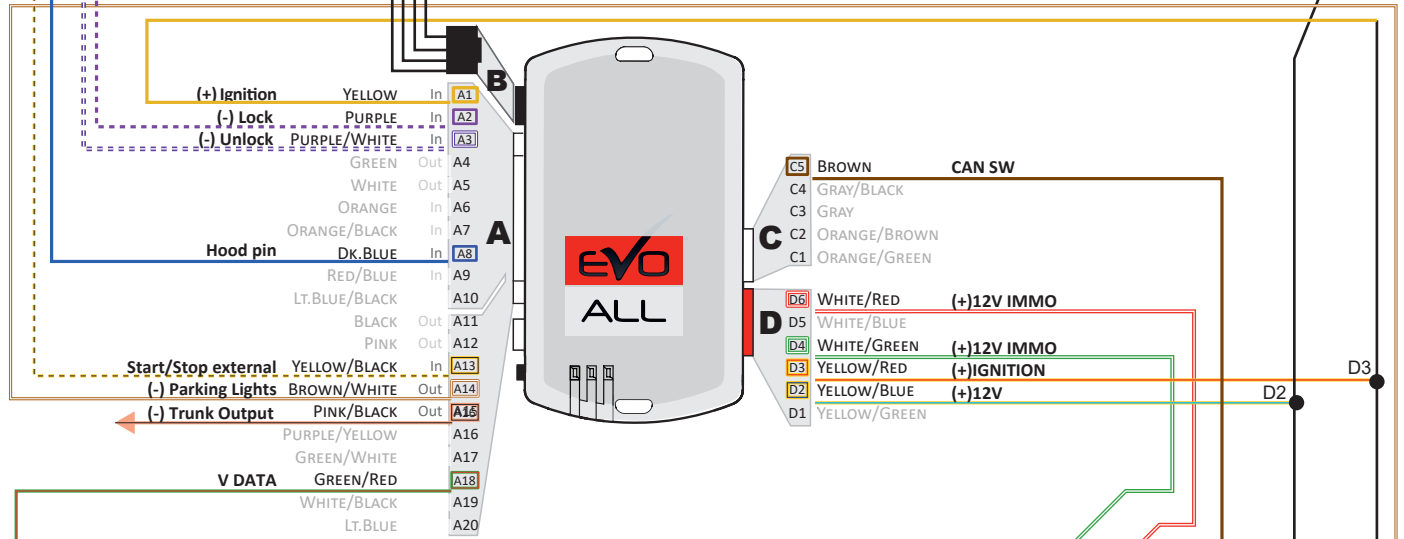 B
(+) Ignition YELLOW In A1
(-) Lock PURPLE In A2
(-) Unlock PURPLE/WHITE In A3
GREEN Out A4
WHITE Out A5
ORANGE In A6
ORANGE/BLACK In A7
Hood pin DK.BLUE In A8
RED/BLUE In A9
LT.BLUE/BLACK A10
BLACK Out A11
PINK Out A12
Start/Stop external YELLOW/BLACK In A13
(-) Parking Lights BROWN/WHITE Out A14
(-) Trunk Output PINK/BLACK Out A15
PURPLE/YELLOW A16
GREEN/WHITE A17
V DATA GREEN/RED A18
WHITE/BLACK A19
LT.BLUE A20
A
EVO
ALL
C
C5 BROWN CAN SW
C4 GRAY/BLACK
C3 GRAY
C2 ORANGE/BROWN
C1 ORANGE/GREEN
D
D6 WHITE/RED (+)12V IMMO
D5 WHITE/BLUE
D4 WHITE/GREEN (+)12V IMMO
D3 YELLOW/RED (+)IGNITION
D2 YELLOW/BLUE (+)12V
D1 YELLOW/GREEN
D3
D2